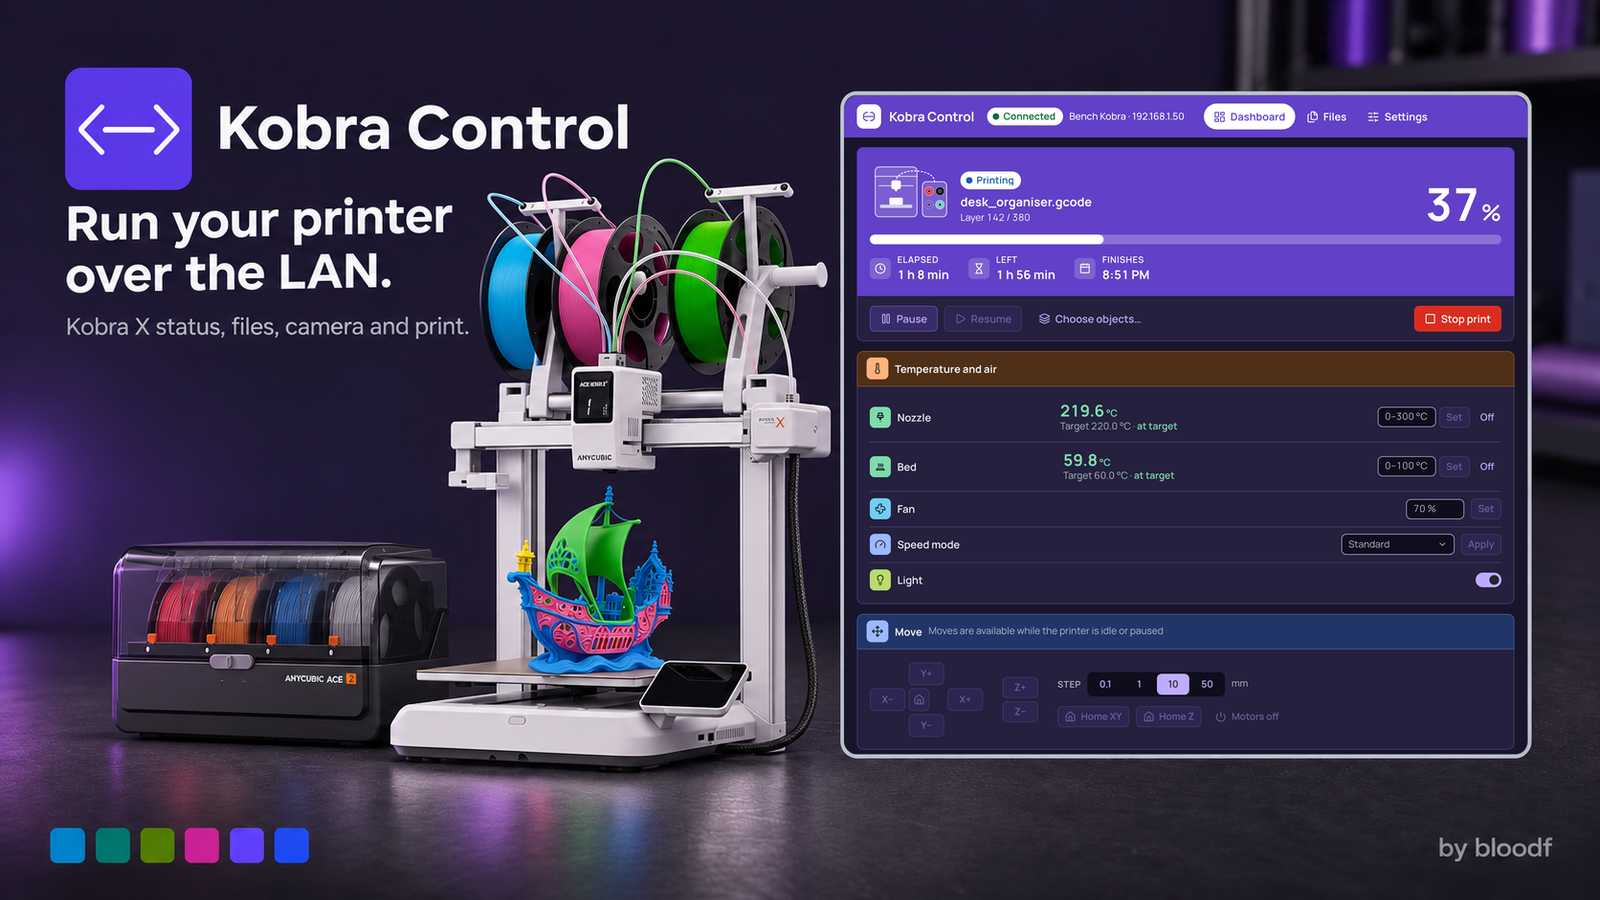 Kobra Control
Run your printer
over the LAN.
Kobra X status, files, camera and print.
ANYCUBIC
X
ANYCUBIC ACE 2
Kobra Control
Connected
Bench Kobra · 192.168.1.50
Dashboard
Files
Settings
Printing
desk_organiser.gcode
Layer 142 / 380
37 %
ELAPSED
1 h 8 min
LEFT
1 h 56 min
FINISHES
8:51 PM
Pause
Resume
Choose objects...
Stop print
Temperature and air
Nozzle
219.6 °C
Target 220.0 °C · at target
0–300 °C
Set
Off
Bed
59.8 °C
Target 60.0 °C · at target
0–100 °C
Set
Off
Fan
70 %
Set
Speed mode
Standard
Apply
Light
Move
Moves are available while the printer is idle or paused
Y+
X−
X+
Y−
Z+
Z−
STEP
0.1
1
10
50
mm
Home XY
Home Z
Motors off
by bloodf